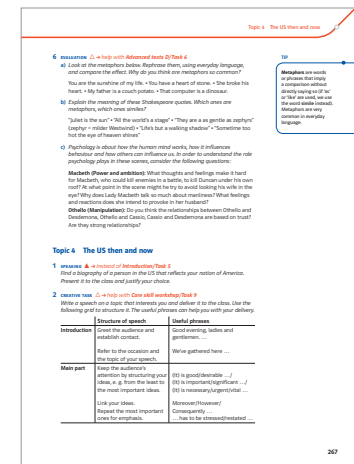 Topic 4 The US then and now
6 EVALUATION △ → help with Advanced texts D/Task 6
a) Look at the metaphors below. Rephrase them, using everyday language,
and compare the effect. Why do you think are metaphors so common?
You are the sunshine of my life. • You have a heart of stone. • She broke his
heart. • My father is a couch potato. • That computer is a dinosaur.
b) Explain the meaning of these Shakespeare quotes. Which ones are
metaphors, which ones similes?
"Juliet is the sun" • "All the world's a stage" • "They are a as gentle as zephyrs"
(zephyr = milder Westwind) • "Life's but a walking shadow" • "Sometime too
hot the eye of heaven shines"
c) Psychology is about how the human mind works, how it influences
behaviour and how others can influence us. In order to understand the role
psychology plays in these scenes, consider the following questions:
Macbeth (Power and ambition): What thoughts and feelings make it hard
for Macbeth, who could kill enemies in a battle, to kill Duncan under his own
roof? At what point in the scene might he try to avoid looking his wife in the
eye? Why does Lady Macbeth talk so much about manliness? What feelings
and reactions does she intend to provoke in her husband?
Othello (Manipulation): Do you think the relationships between Othello and
Desdemona, Othello and Cassio, Cassio and Desdemona are based on trust?
Are they strong relationships?
TIP
Metaphors are words
or phrases that imply
a comparison without
directly saying so (if 'as'
or 'like' are used, we use
the word simile instead).
Metaphors are very
common in everyday
language.
Topic 4 The US then and now
1 SPEAKING ▲ → instead of Introduction/Task 5
Find a biography of a person in the US that reflects your notion of America.
Present it to the class and justify your choice.
2 CREATIVE TASK △ → help with Core skill workshop/Task 9
Write a speech on a topic that interests you and deliver it to the class. Use the
following grid to structure it. The useful phrases can help you with your delivery.
Structure of speech Useful phrases
Introduction Greet the audience and Good evening, ladies and
establish contact. gentlemen. …
Refer to the occasion and We've gathered here …
the topic of your speech.
Main part Keep the audience's
attention by structuring your (It) is good/desirable …/
ideas, e. g. from the least to (It) is important/significant …/
the most important ideas. (It) is necessary/urgent/vital …
Link your ideas. Moreover/However/
Repeat the most important Consequently …
ones for emphasis. … has to be stressed/restated …
267